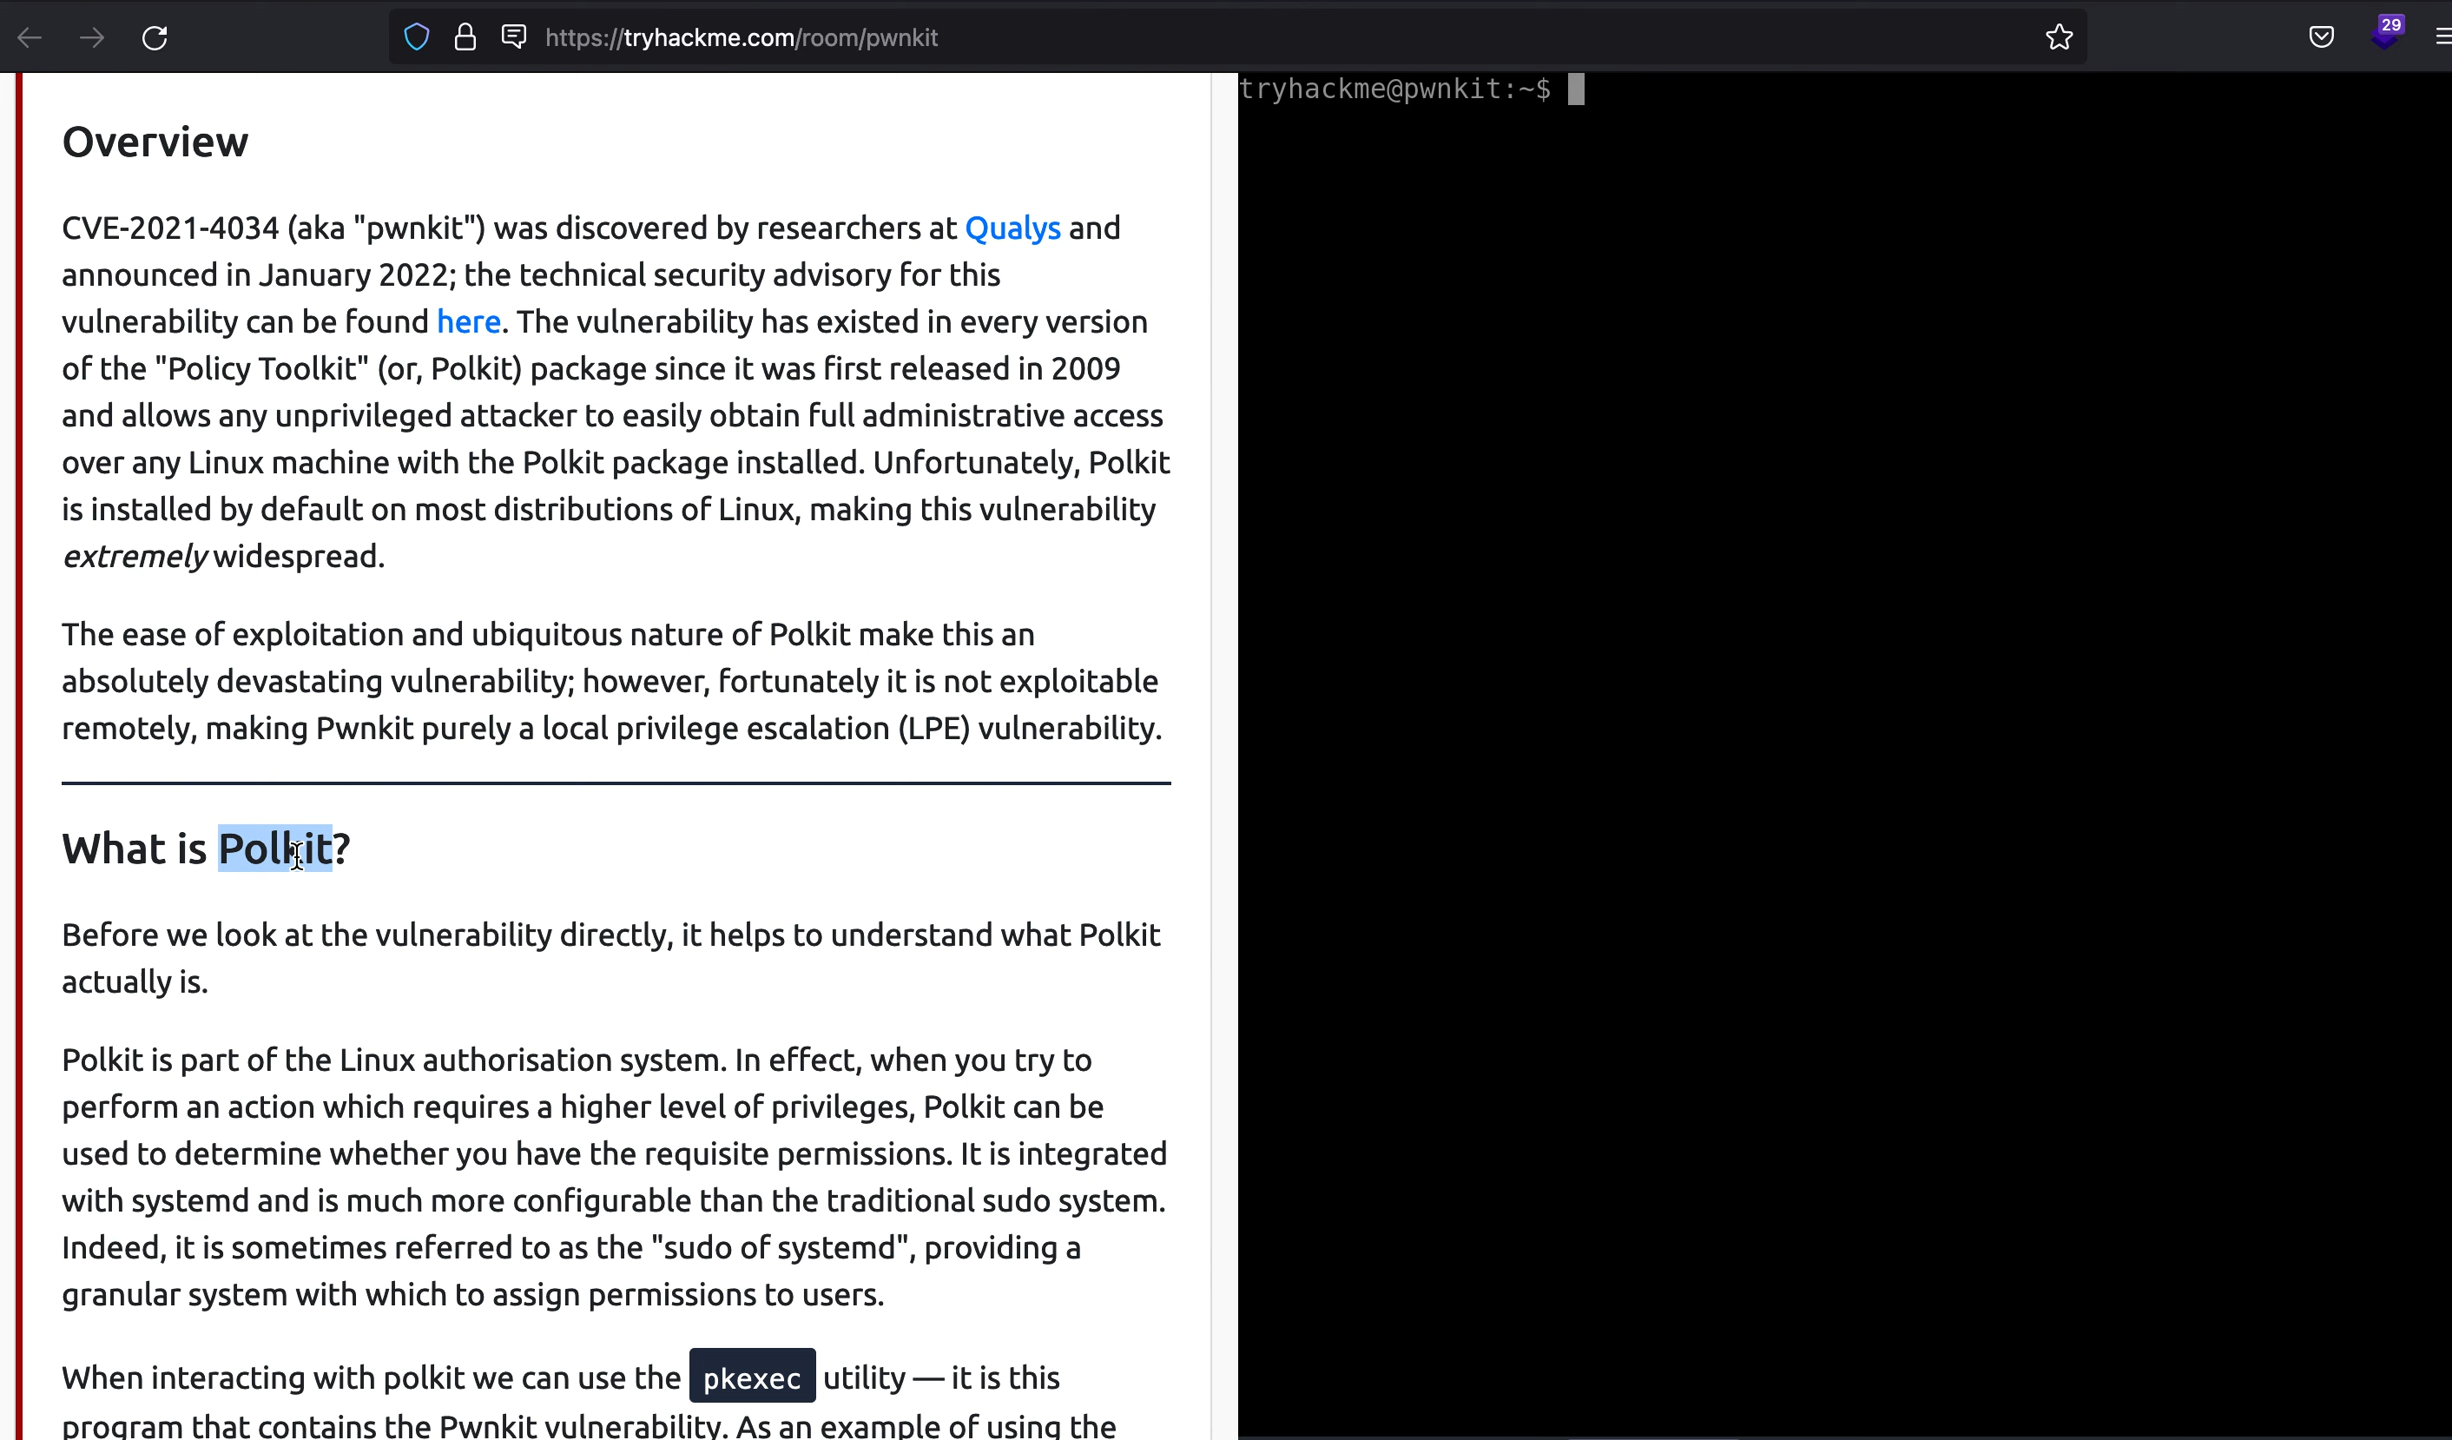 https://tryhackme.com/room/pwnkit
29
Overview
CVE-2021-4034 (aka "pwnkit") was discovered by researchers at Qualys and
announced in January 2022; the technical security advisory for this
vulnerability can be found here. The vulnerability has existed in every version
of the "Policy Toolkit" (or, Polkit) package since it was first released in 2009
and allows any unprivileged attacker to easily obtain full administrative access
over any Linux machine with the Polkit package installed. Unfortunately, Polkit
is installed by default on most distributions of Linux, making this vulnerability
extremely widespread.
The ease of exploitation and ubiquitous nature of Polkit make this an
absolutely devastating vulnerability; however, fortunately it is not exploitable
remotely, making Pwnkit purely a local privilege escalation (LPE) vulnerability.
What is Polkit?
Before we look at the vulnerability directly, it helps to understand what Polkit
actually is.
Polkit is part of the Linux authorisation system. In effect, when you try to
perform an action which requires a higher level of privileges, Polkit can be
used to determine whether you have the requisite permissions. It is integrated
with systemd and is much more configurable than the traditional sudo system.
Indeed, it is sometimes referred to as the "sudo of systemd", providing a
granular system with which to assign permissions to users.
When interacting with polkit we can use the pkexec utility — it is this
program that contains the Pwnkit vulnerability. As an example of using the
tryhackme@pwnkit:~$